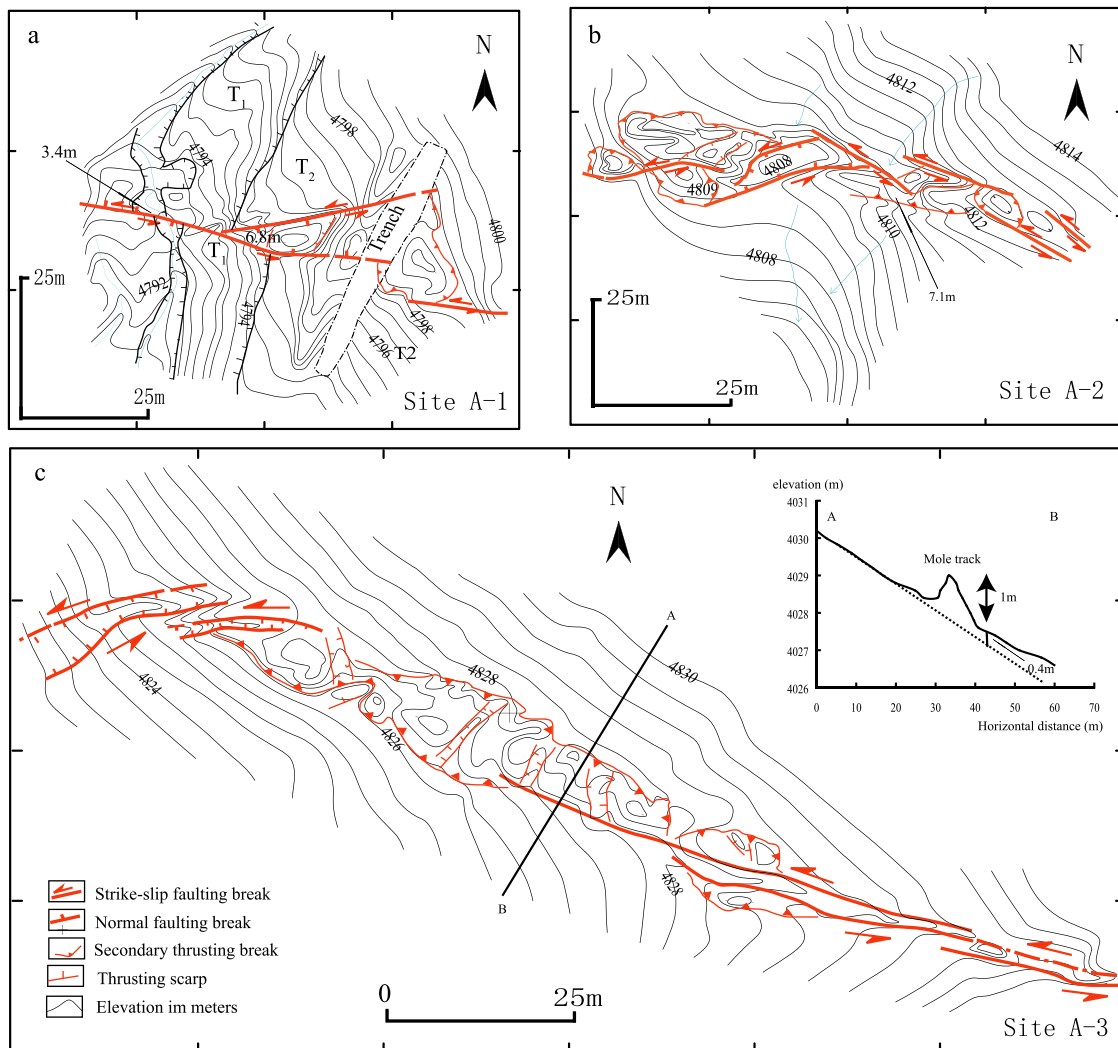 a
N
T1
4798
3.4m
4794
T2
Trench
4800
6.8m
T1
25m
4792
4794
4798
4796
T2
25m
Site A-1
b
N
4812
4814
4808
4809
4812
4810
4808
7.1m
25m
25m
Site A-2
c
N
elevation (m)
4031
A
B
4030
Mole track
4029
1m
4028
4027
0.4m
4026
0 10 20 30 40 50 60 70
Horizontal distance (m)
A
4830
4828
4824
4826
4828
B
Strike-slip faulting break
Normal faulting break
Secondary thrusting break
Thrusting scarp
Elevation im meters
0
25m
Site A-3